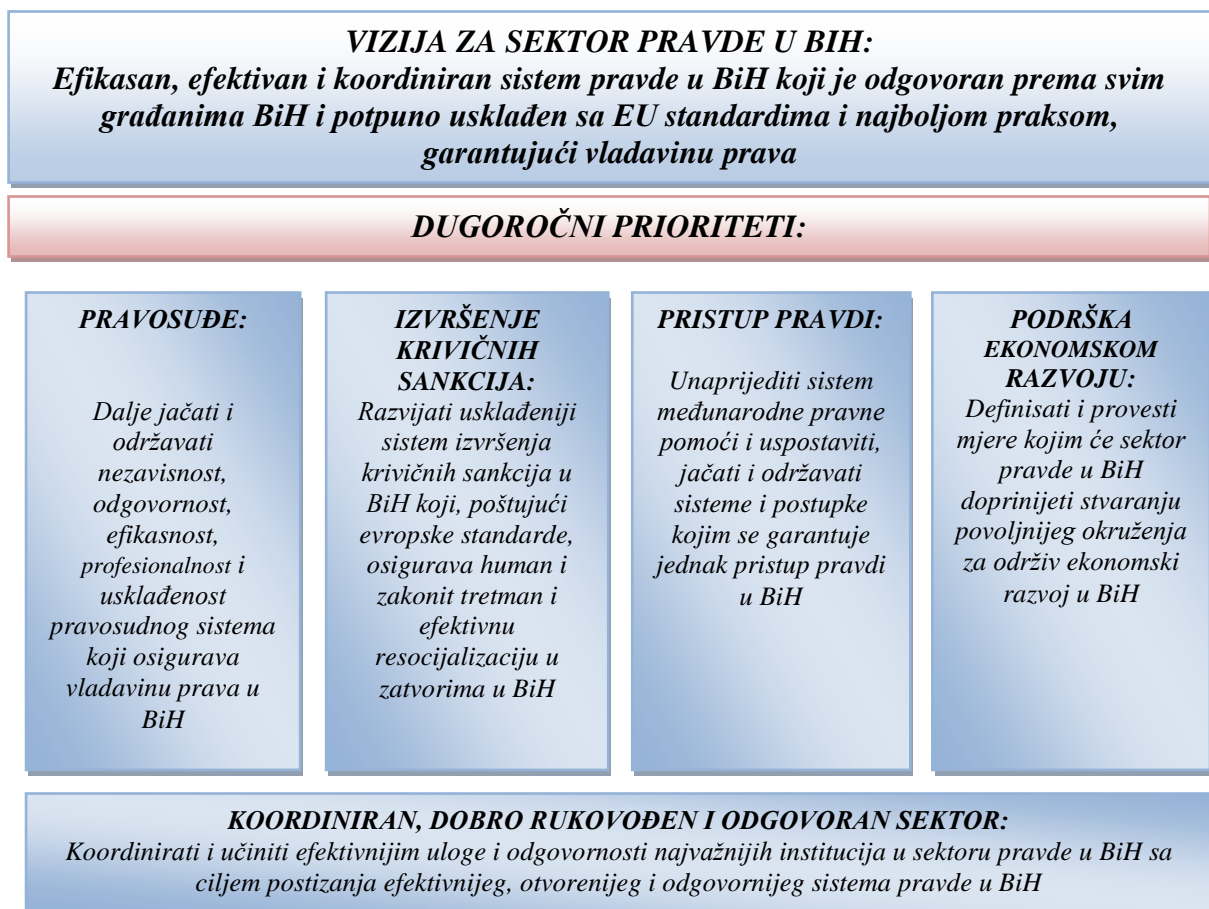 VIZIJA ZA SEKTOR PRAVDE U BIH:
Efikasan, efektivan i koordiniran sistem pravde u BiH koji je odgovoran prema svim
građanima BiH i potpuno usklađen sa EU standardima i najboljom praksom,
garantujući vladavinu prava
DUGOROČNI PRIORITETI:
PRAVOSUĐE:
Dalje jačati i
održavati
nezavisnost,
odgovornost,
efikasnost,
profesionalnost i
usklađenost
pravosudnog sistema
koji osigurava
vladavinu prava u
BiH
IZVRŠENJE
KRIVIČNIH
SANKCIJA:
Razvijati usklađeniji
sistem izvršenja
krivičnih sankcija u
BiH koji, poštujući
evropske standarde,
osigurava human i
zakonit tretman i
efektivnu
resocijalizaciju u
zatvorima u BiH
PRISTUP PRAVDI:
Unaprijediti sistem
međunarodne pravne
pomoći i uspostaviti,
jačati i održavati
sisteme i postupke
kojim se garantuje
jednak pristup pravdi
u BiH
PODRŠKA
EKONOMSKOM
RAZVOJU:
Definisati i provesti
mjere kojim će sektor
pravde u BiH
doprinijeti stvaranju
povoljnijeg okruženja
za održiv ekonomski
razvoj u BiH
KOORDINIRAN, DOBRO RUKOVOĐEN I ODGOVORAN SEKTOR:
Koordinirati i učiniti efektivnijim uloge i odgovornosti najvažnijih institucija u sektoru pravde u BiH sa
ciljem postizanja efektivnijeg, otvorenijeg i odgovornijeg sistema pravde u BiH